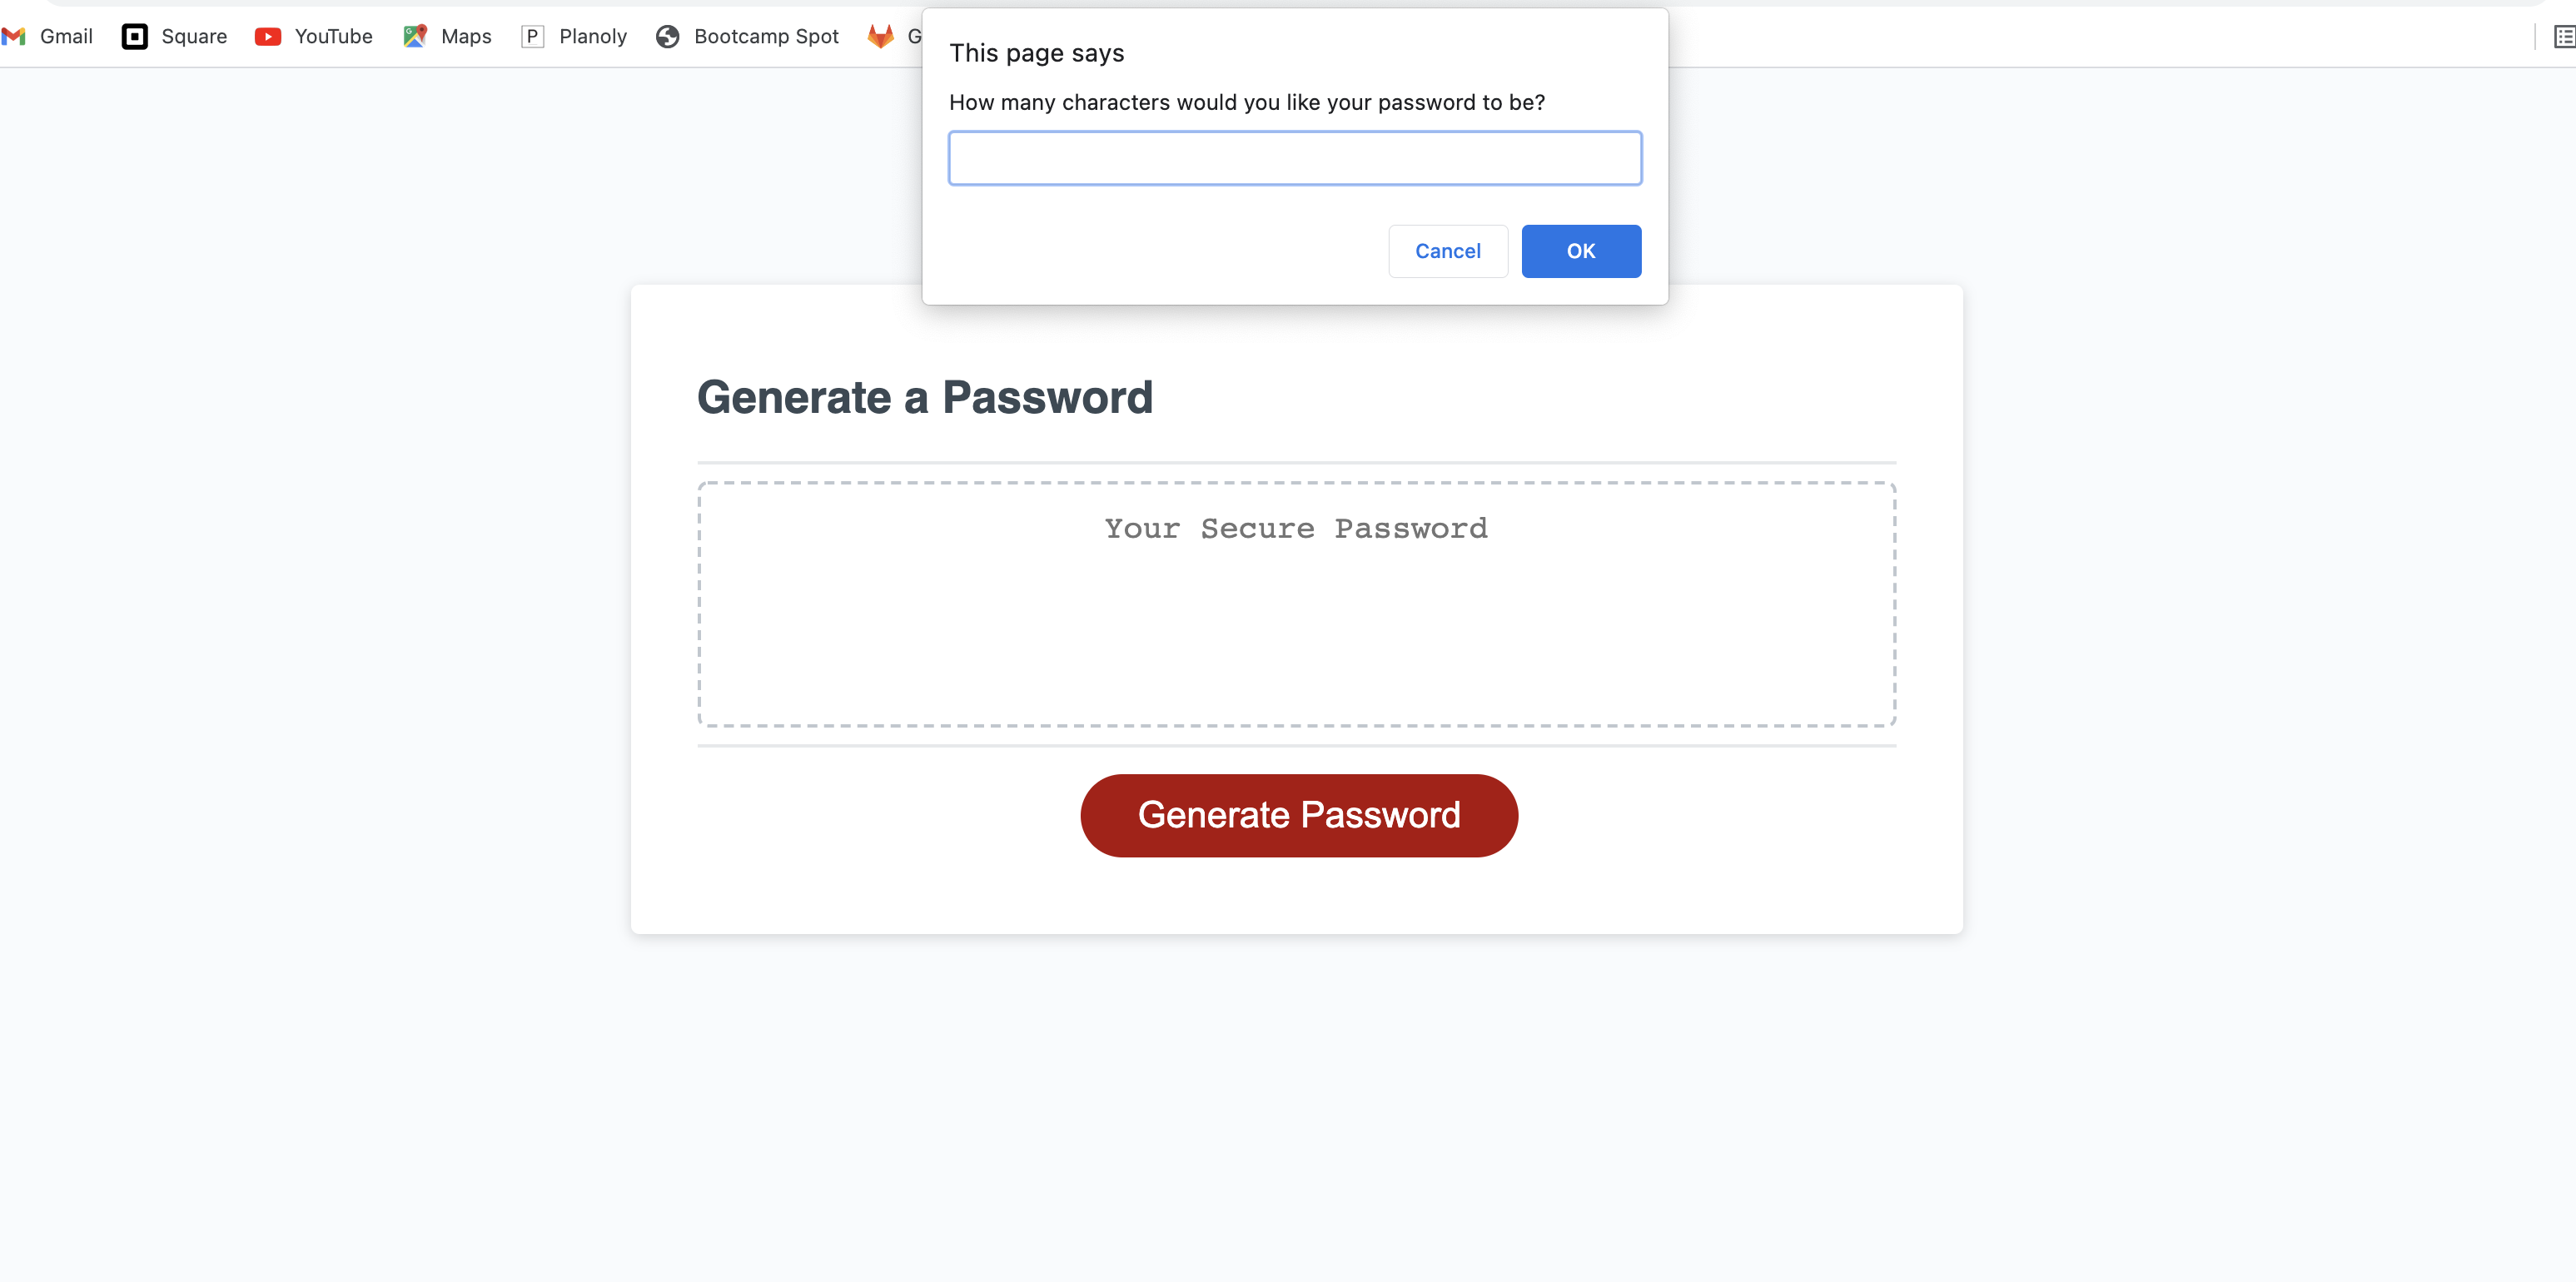 Gmail Square YouTube Maps P Planoly Bootcamp Spot G
This page says
How many characters would you like your password to be?
Cancel OK
Generate a Password
Your Secure Password
Generate Password